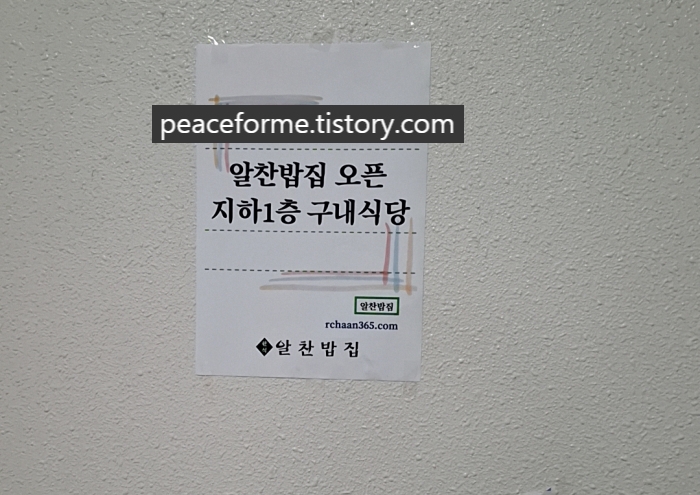 peaceforme.tistory.com
알찬밥집 오픈
지하1층 구내식당
알찬밥집
rchaan365.com
알찬밥집